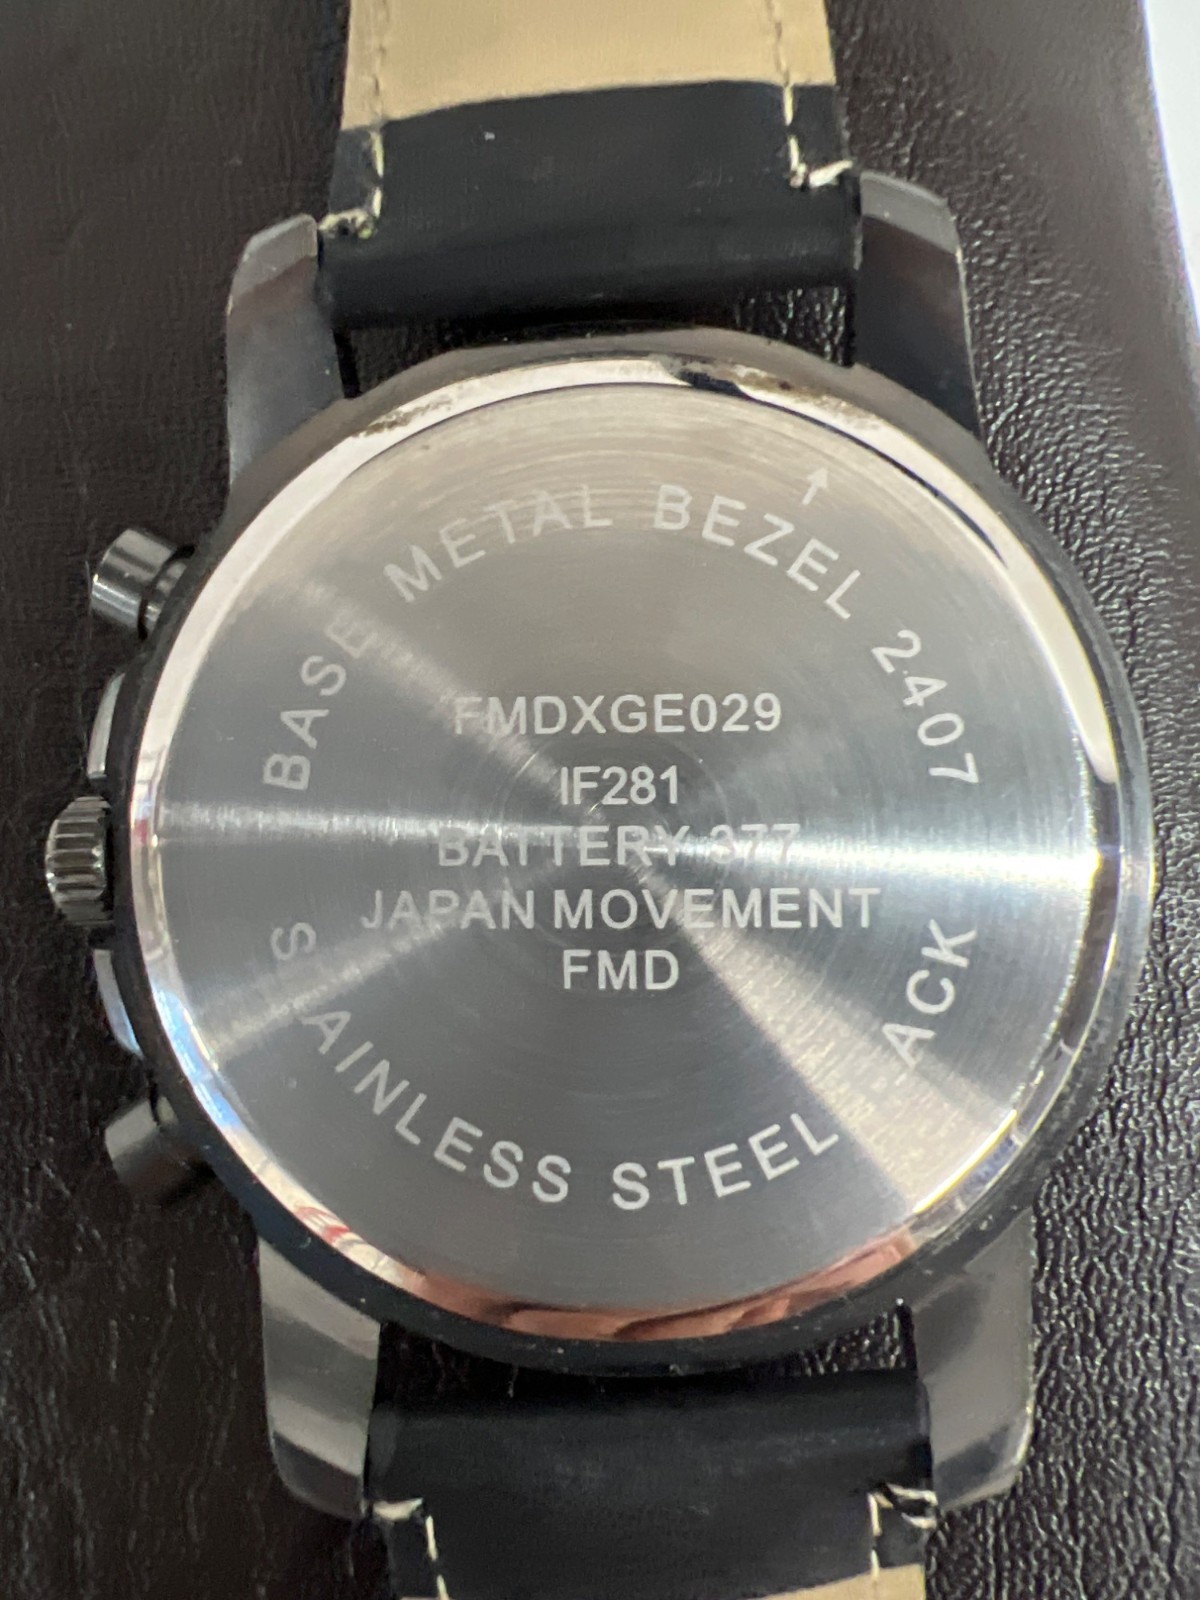 BASE METAL BEZEL 2407
FMDXGE029
IF281
BATTERY 377
JAPAN MOVEMENT
FMD
S AINLESS STEEL ACK